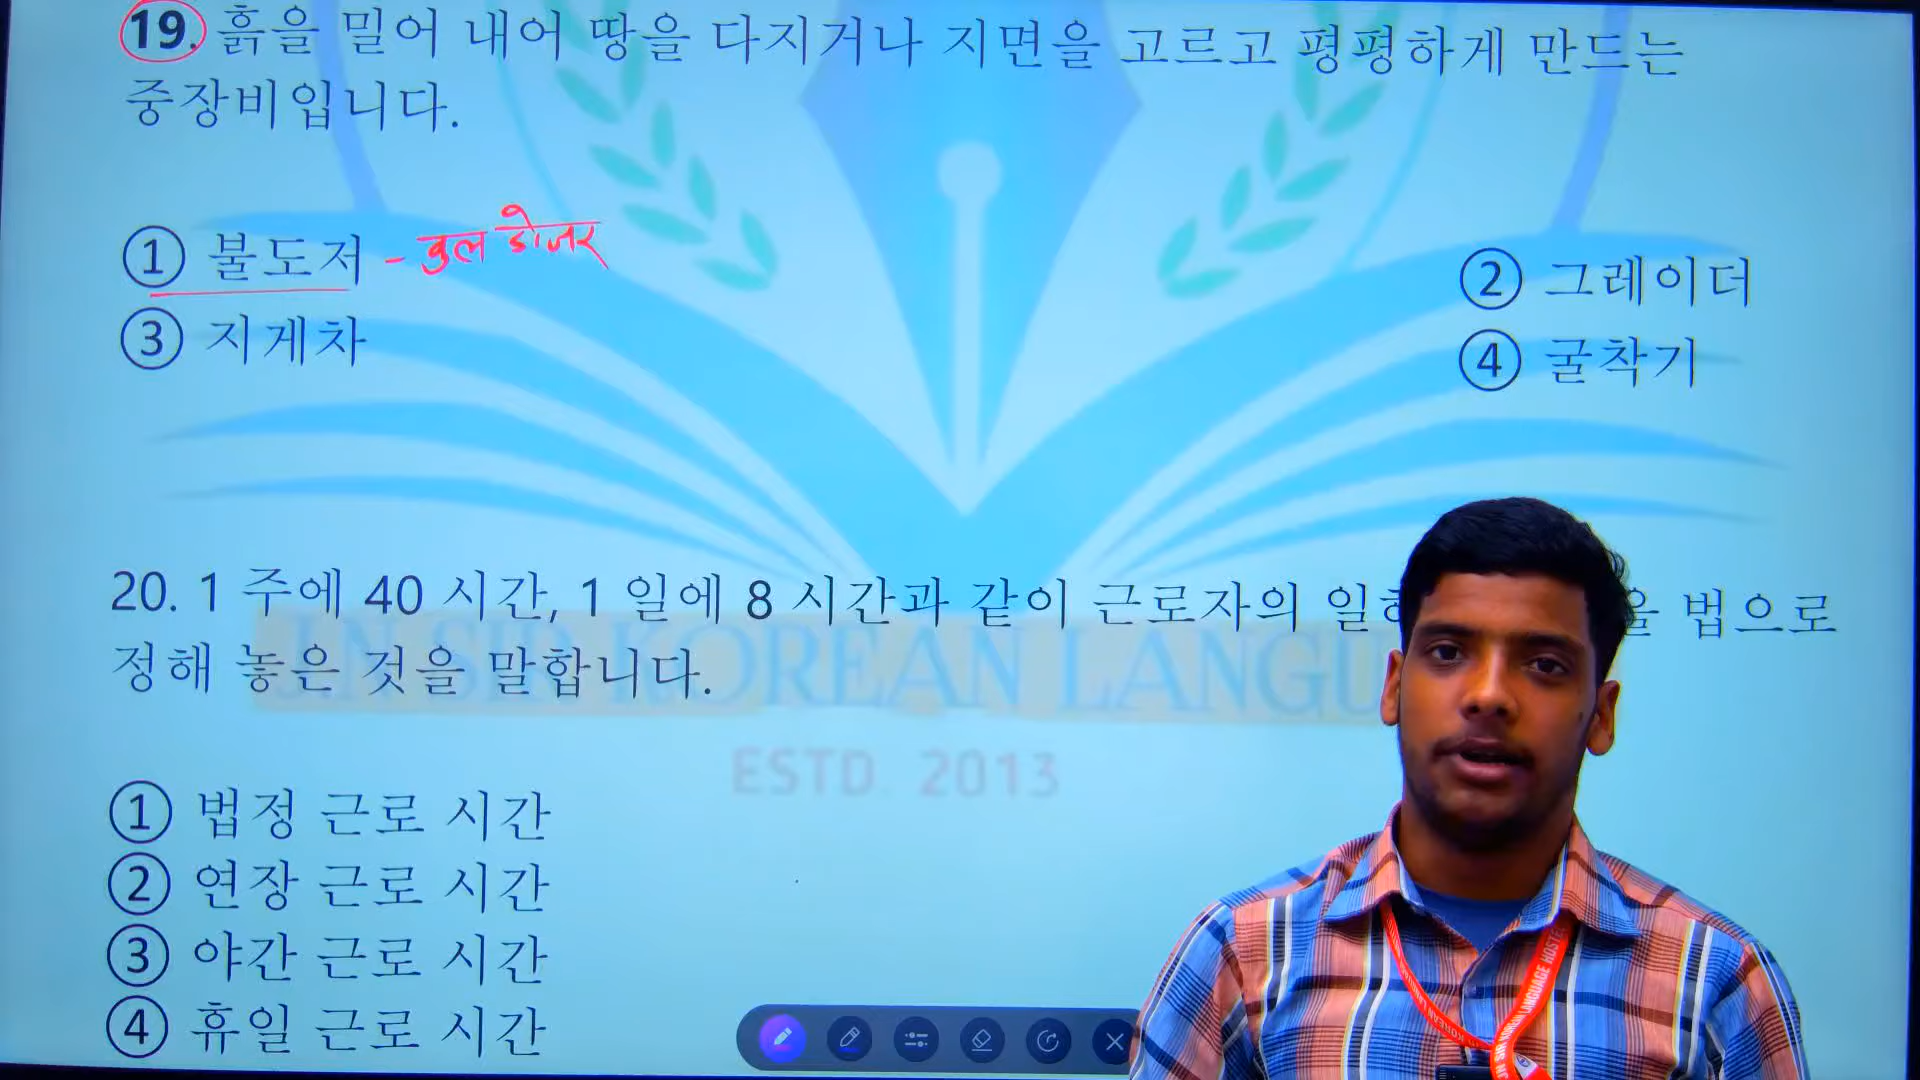 19. 흙을 밀어 내어 땅을 다지거나 지면을 고르고 평평하게 만드는
중장비입니다.
① 불도저 - बुल डोजर
② 그레이더
③ 지게차
④ 굴착기
20. 1 주에 40 시간, 1 일에 8 시간과 같이 근로자의 을 법으로
정해 놓은 것을 말합니다.
JN SIR KOREAN LANGU
ESTD. 2013
① 법정 근로 시간
② 연장 근로 시간
③ 야간 근로 시간
④ 휴일 근로 시간
LANGUAGE